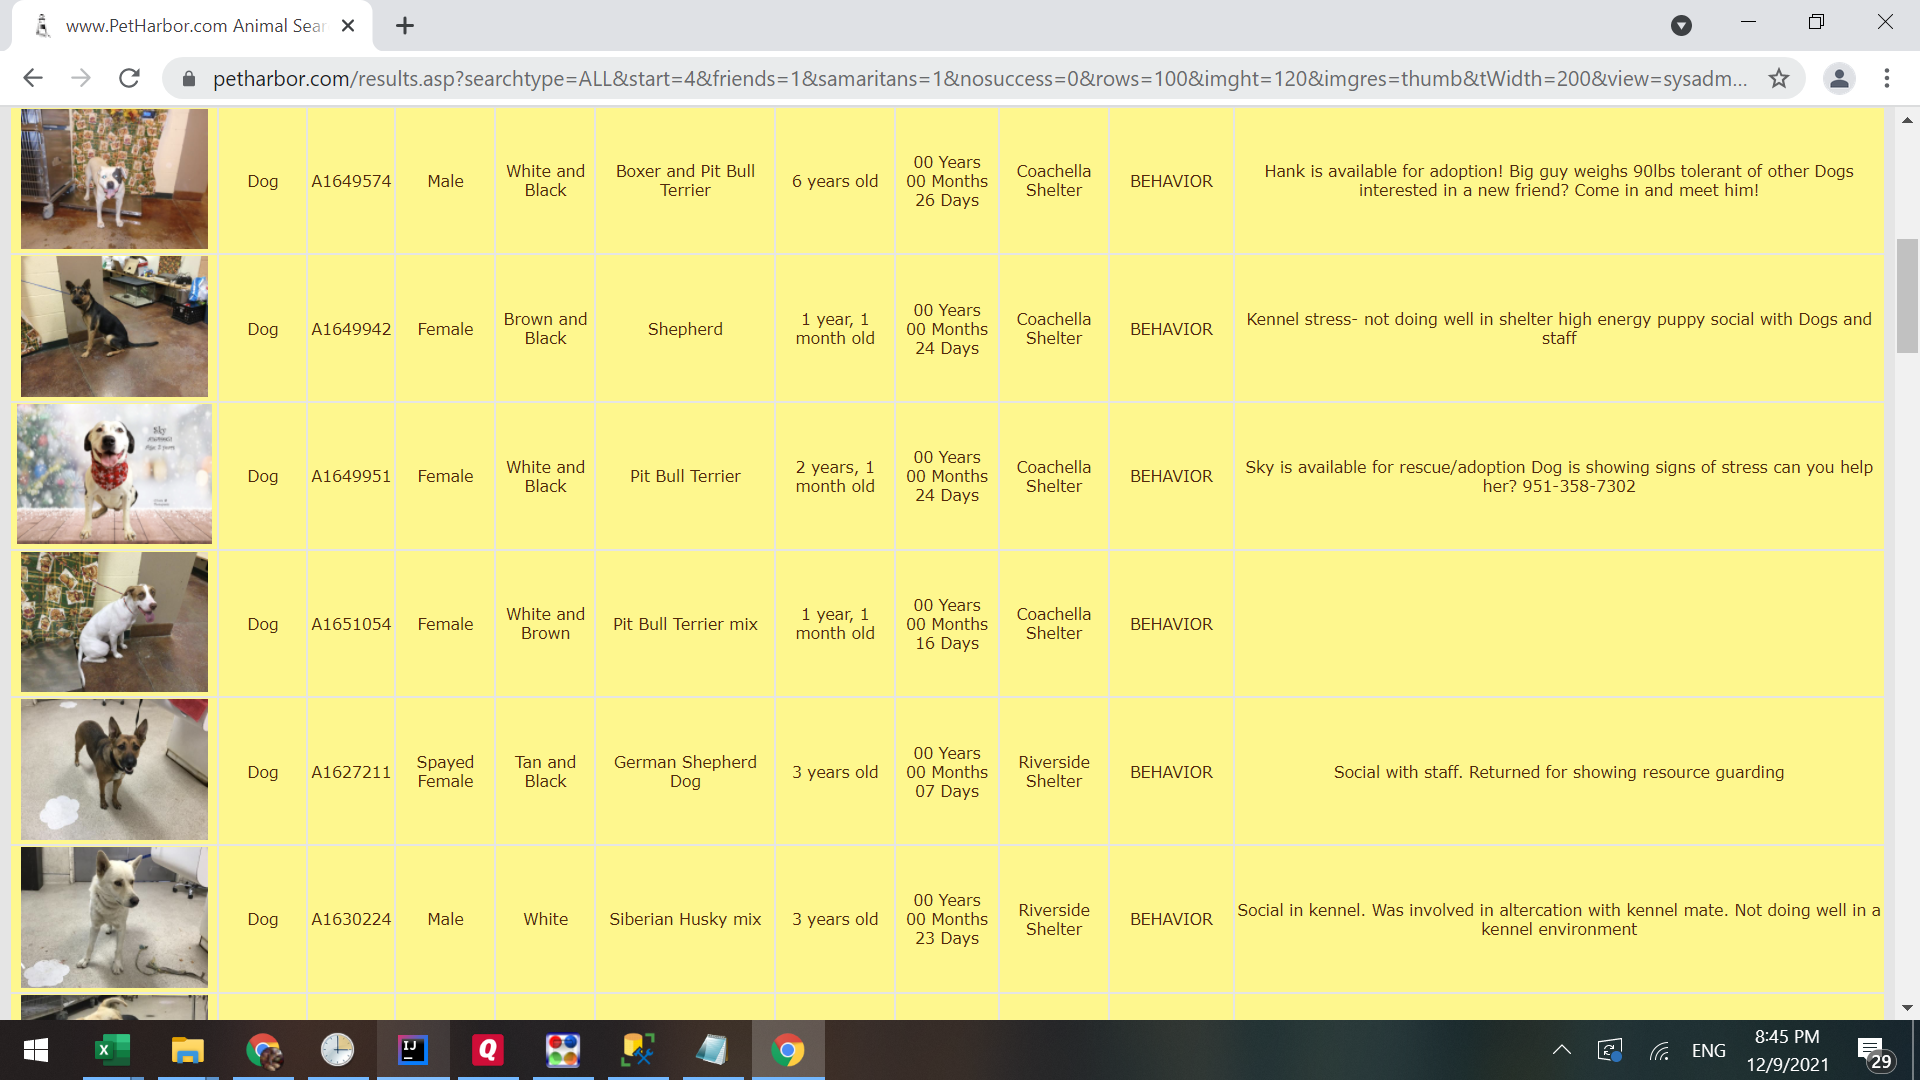 www.PetHarbor.com Animal Sear
petharbor.com/results.asp?searchtype=ALL&start=4&friends=1&samaritans=1&nosuccess=0&rows=100&imght=120&imgres=thumb&tWidth=200&view=sysadm...
Dog
A1649574
Male
White and
Black
Boxer and Pit Bull
Terrier
6 years old
00 Years
00 Months
26 Days
Coachella
Shelter
BEHAVIOR
Hank is available for adoption! Big guy weighs 90lbs tolerant of other Dogs
interested in a new friend? Come in and meet him!
Dog
A1649942
Female
Brown and
Black
Shepherd
1 year, 1
month old
00 Years
00 Months
24 Days
Coachella
Shelter
BEHAVIOR
Kennel stress- not doing well in shelter high energy puppy social with Dogs and
staff
Sky
Dog
A1649951
Female
White and
Black
Pit Bull Terrier
2 years, 1
month old
00 Years
00 Months
24 Days
Coachella
Shelter
BEHAVIOR
Sky is available for rescue/adoption Dog is showing signs of stress can you help
her? 951-358-7302
Dog
A1651054
Female
White and
Brown
Pit Bull Terrier mix
1 year, 1
month old
00 Years
00 Months
16 Days
Coachella
Shelter
BEHAVIOR
Dog
A1627211
Spayed
Female
Tan and
Black
German Shepherd
Dog
3 years old
00 Years
00 Months
07 Days
Riverside
Shelter
BEHAVIOR
Social with staff. Returned for showing resource guarding
Dog
A1630224
Male
White
Siberian Husky mix
3 years old
00 Years
00 Months
23 Days
Riverside
Shelter
BEHAVIOR
Social in kennel. Was involved in altercation with kennel mate. Not doing well in a
kennel environment
X
IJ
Q
ENG
8:45 PM
12/9/2021
29